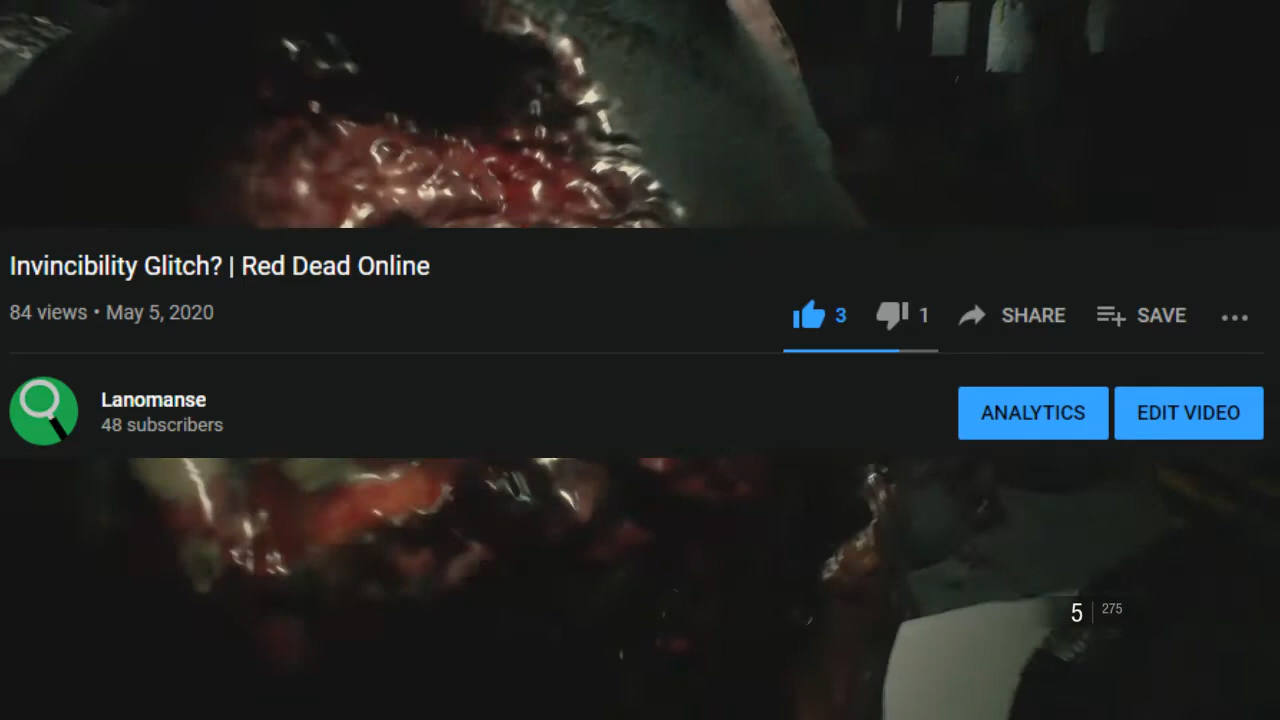 Invincibility Glitch? | Red Dead Online
84 views • May 5, 2020
3
1
SHARE
SAVE
Lanomanse
48 subscribers
ANALYTICS
EDIT VIDEO
5 | 275